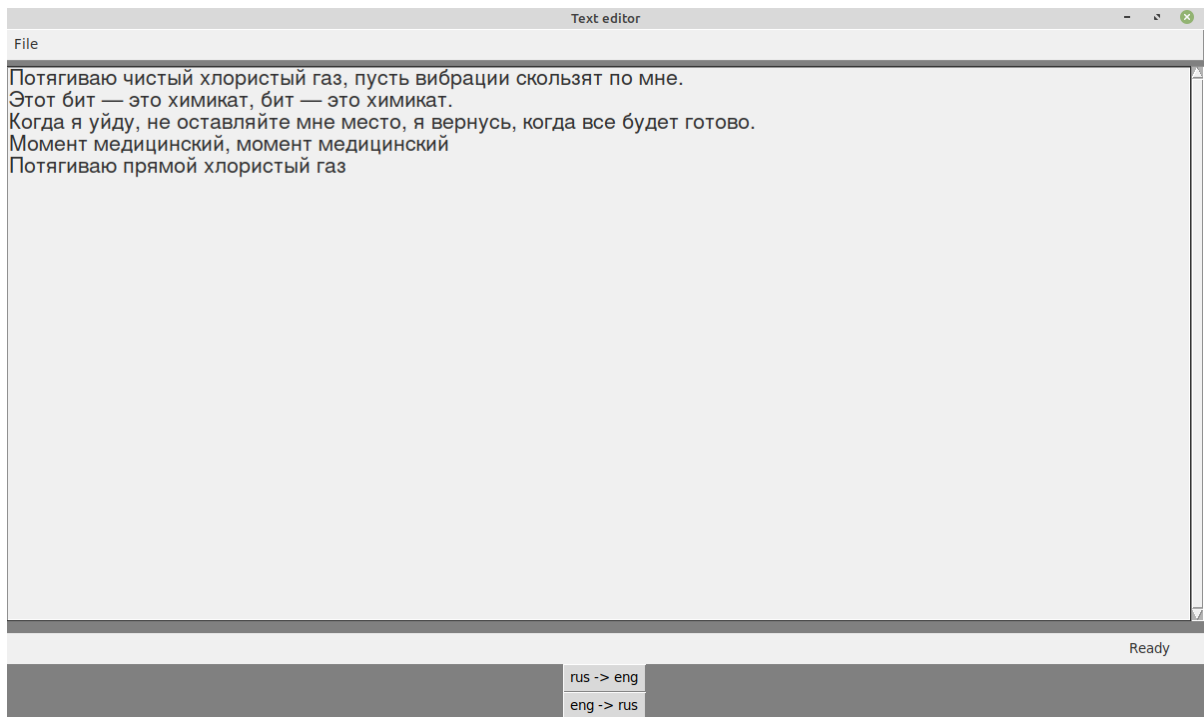 Text editor
File
Потягиваю чистый хлористый газ, пусть вибрации скользят по мне.
Этот бит — это химикат, бит — это химикат.
Когда я уйду, не оставляйте мне место, я вернусь, когда все будет готово.
Момент медицинский, момент медицинский
Потягиваю прямой хлористый газ
Ready
rus -> eng
eng -> rus